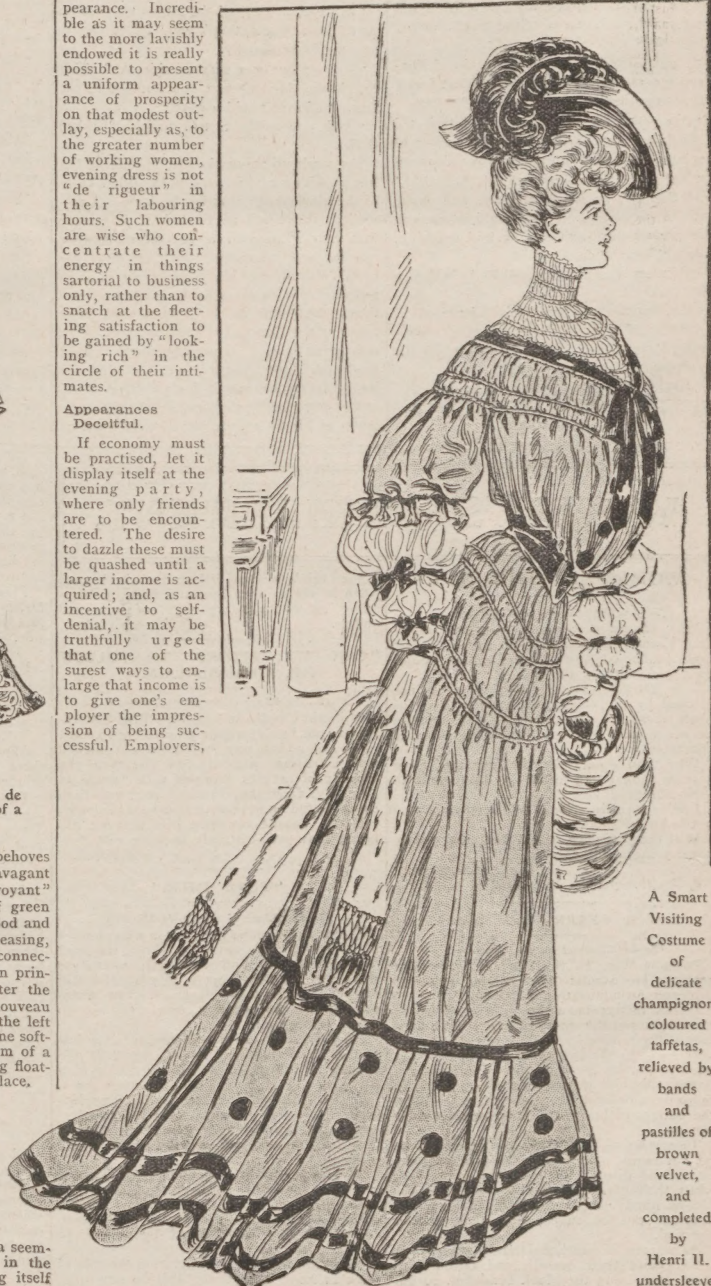 pearance. Incredi-
ble as it may seem
to the more lavishly
endowed it is really
possible to present
a uniform appear-
ance of prosperity
on that modest out-
lay, especially as, to
the greater number
of working women,
evening dress is not
"de rigueur" in
their labouring
hours. Such women
are wise who con-
centrate their
energy in things
sartorial to business
only, rather than to
snatch at the fleet-
ing satisfaction to
be gained by "look-
ing rich" in the
circle of their inti-
mates.
Appearances
Deceitful.
If economy must
be practised, let it
display itself at the
evening party,
where only friends
are to be encoun-
tered. The desire
to dazzle these must
be quashed until a
larger income is ac-
quired; and, as an
incentive to self-
denial, it may be
truthfully urged
that one of the
surest ways to en-
large that income is
to give one's em-
ployer the impres-
sion of being suc-
cessful. Employers,
de
of a
behoves
avagant
oyant"
f green
od and
easing,
connec-
n prin-
ter the
ouveau
the left
ne soft-
m of a
g float-
lace.
a seem-
in the
g itself
A Smart
Visiting
Costume
of
delicate
champignon
coloured
taffetas,
relieved by
bands
and
pastilles of
brown
velvet,
and
completed
by
Henri II.
undersleeve